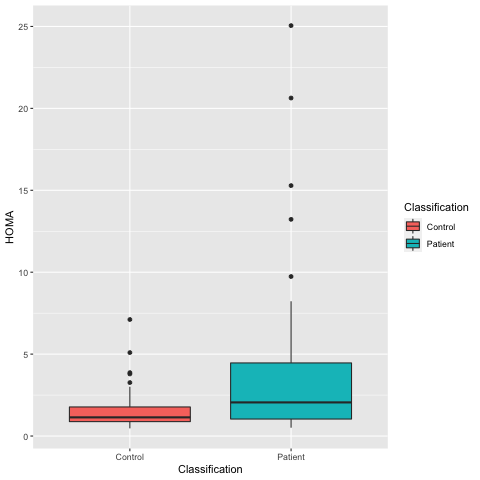 25
20
15
10
5
0
HOMA
Control
Patient
Classification
Classification
Control
Patient